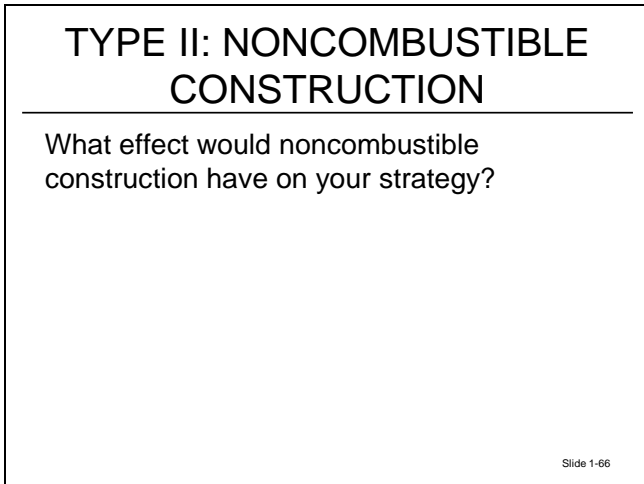 TYPE II: NONCOMBUSTIBLE
CONSTRUCTION
What effect would noncombustible
construction have on your strategy?
Slide 1-66